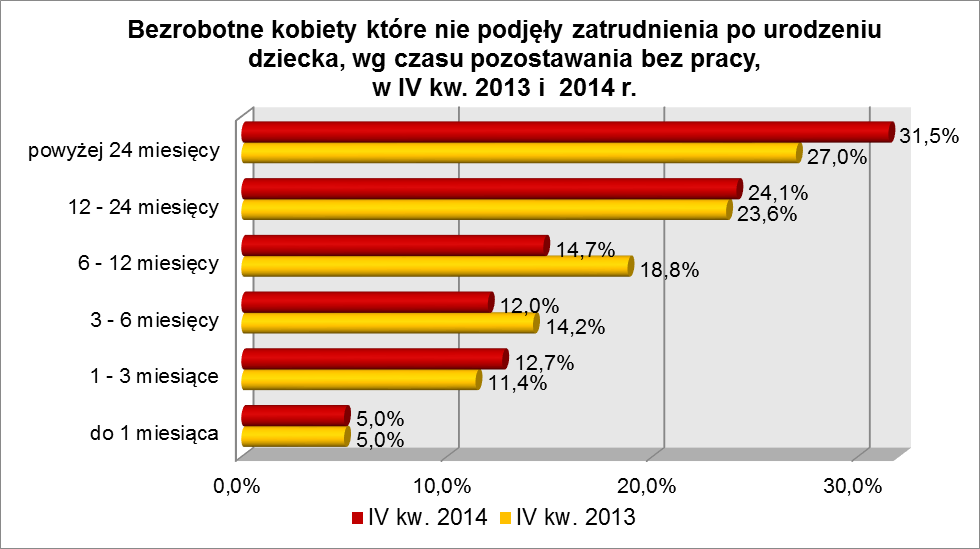 Bezrobotne kobiety które nie podjęły zatrudnienia po urodzeniu
dziecka, wg czasu pozostawania bez pracy,
w IV kw. 2013 i  2014 r.
powyżej 24 miesięcy
31,5%
27,0%
12 - 24 miesięcy
24,1%
23,6%
6 - 12 miesięcy
14,7%
18,8%
3 - 6 miesięcy
12,0%
14,2%
1 - 3 miesiące
12,7%
11,4%
do 1 miesiąca
5,0%
5,0%
0,0% 10,0% 20,0% 30,0%
IV kw. 2014 IV kw. 2013